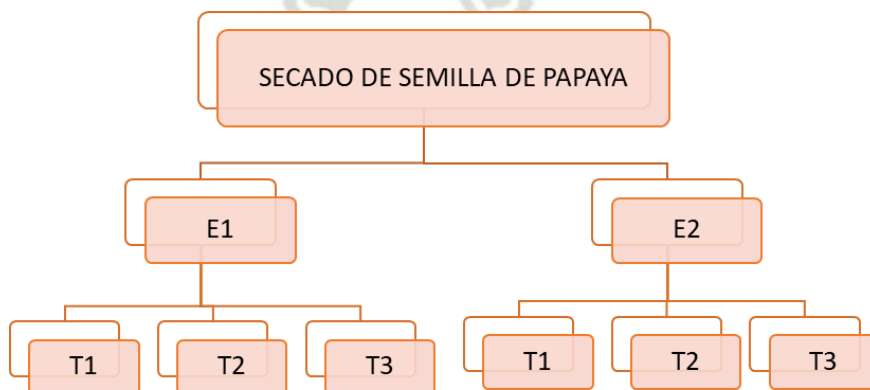 SECADO DE SEMILLA DE PAPAYA
E1
E2
T1
T2
T3
T1
T2
T3